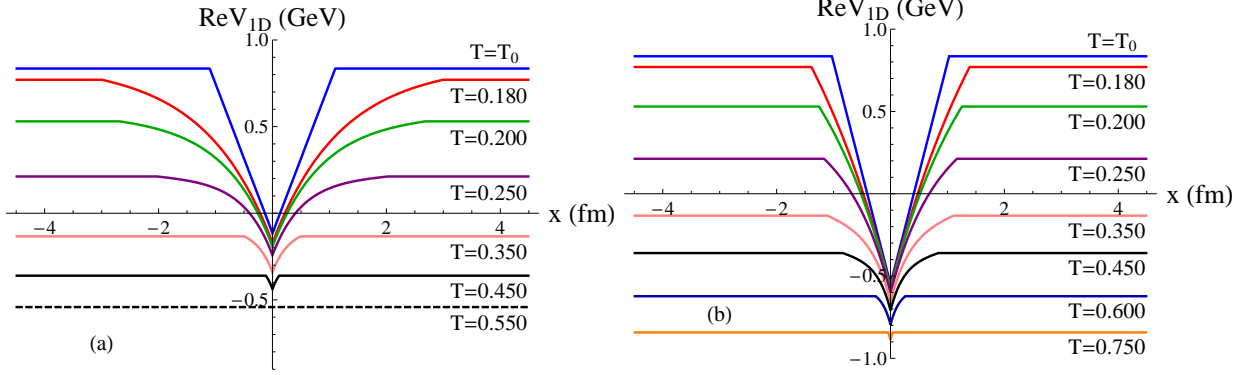 ReV1D (GeV)
1.0
T=T0
T=0.180
0.5
T=0.200
T=0.250
x (fm)
−4
−2
2
4
T=0.350
T=0.450
−0.5
T=0.550
(a)
ReV1D (GeV)
1.0
T=T0
T=0.180
0.5
T=0.200
T=0.250
x (fm)
−4
−2
2
4
T=0.350
T=0.450
−0.5
T=0.600
(b)
T=0.750
−1.0